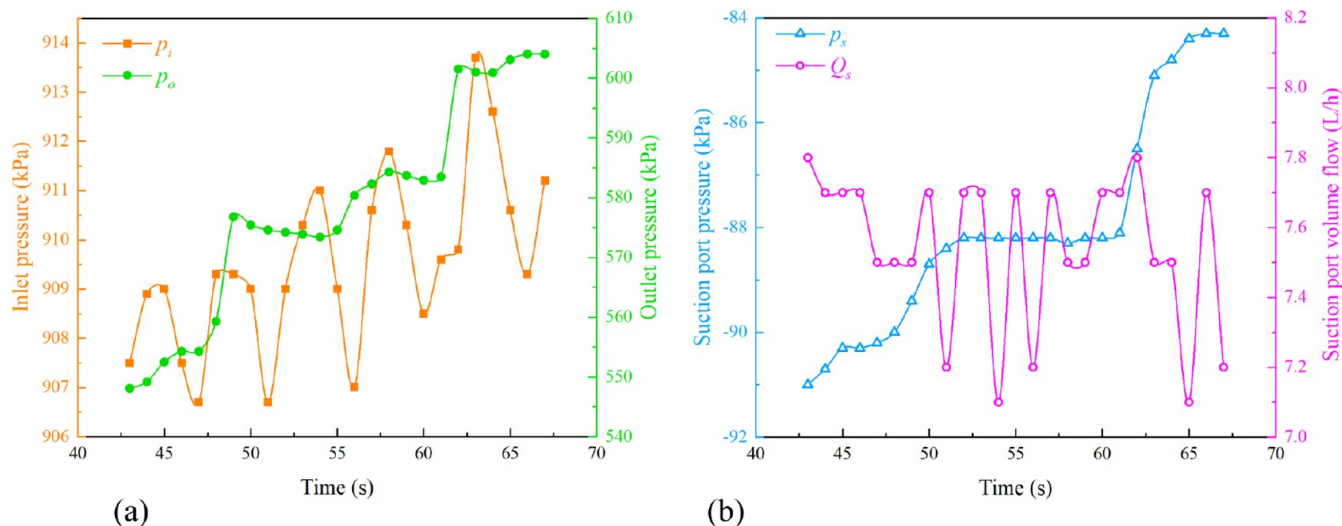 Inlet pressure (kPa)
914
913
912
911
910
909
908
907
906
p_i
p_o
610
600
590
580
570
560
550
540
Outlet pressure (kPa)
40 45 50 55 60 65 70
Time (s)
(a)
Suction port pressure (kPa)
-84
-86
-88
-90
-92
p_s
Q_s
8.2
8.0
7.8
7.6
7.4
7.2
7.0
Suction port volume flow (L/h)
40 45 50 55 60 65 70
Time (s)
(b)